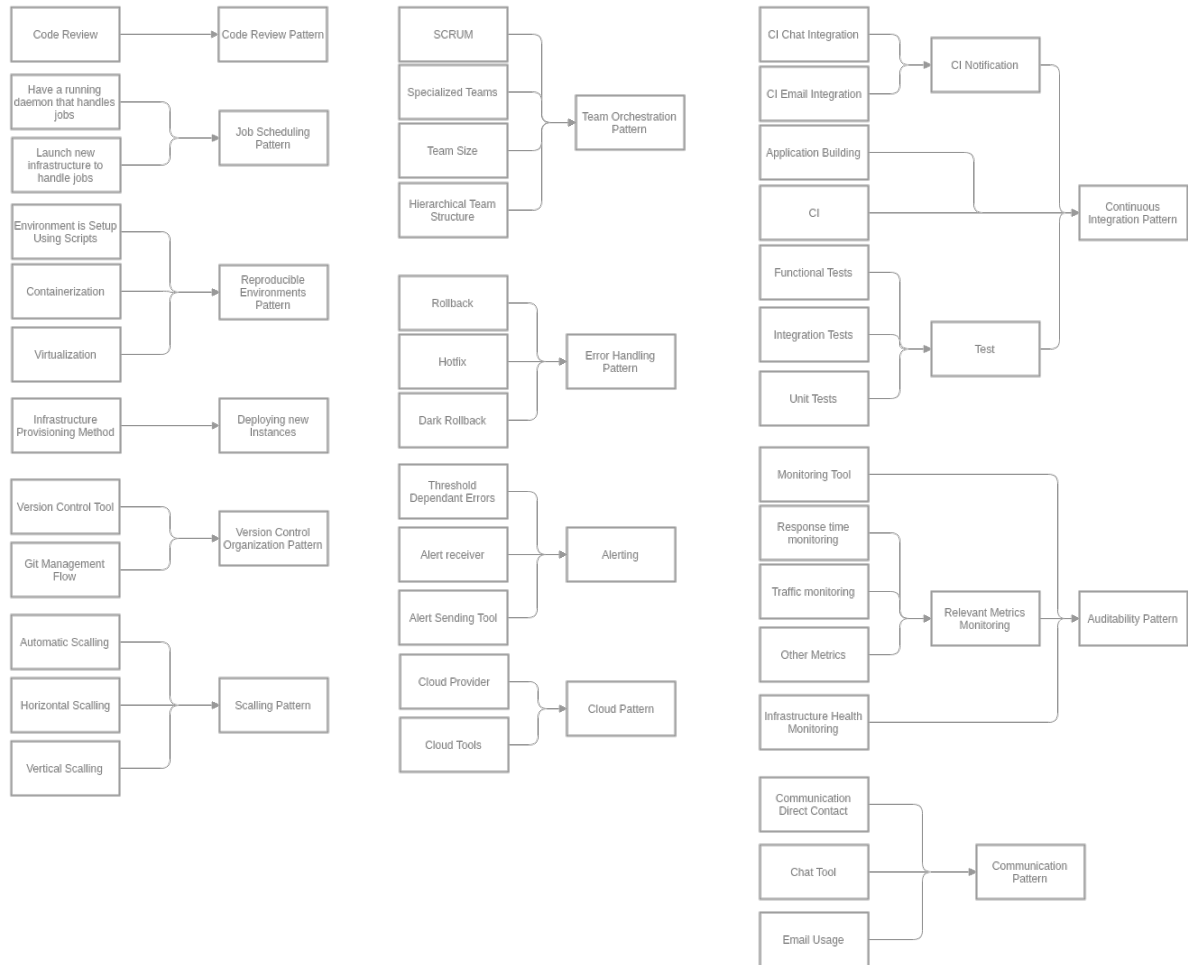 Code Review
Code Review Pattern
Have a running
daemon that handles
jobs
Launch new
infrastructure to
handle jobs
Job Scheduling
Pattern
Environment is Setup
Using Scripts
Containerization
Virtualization
Reproducible
Environments
Pattern
Infrastructure
Provisioning Method
Deploying new
Instances
Version Control Tool
Git Management
Flow
Version Control
Organization Pattern
Automatic Scalling
Horizontal Scalling
Vertical Scalling
Scalling Pattern
SCRUM
Specialized Teams
Team Size
Hierarchical Team
Structure
Team Orchestration
Pattern
Rollback
Hotfix
Dark Rollback
Error Handling
Pattern
Threshold
Dependant Errors
Alert receiver
Alert Sending Tool
Alerting
Cloud Provider
Cloud Tools
Cloud Pattern
CI Chat Integration
CI Email Integration
CI Notification
Application Building
CI
Functional Tests
Integration Tests
Unit Tests
Test
Continuous
Integration Pattern
Monitoring Tool
Response time
monitoring
Traffic monitoring
Other Metrics
Relevant Metrics
Monitoring
Infrastructure Health
Monitoring
Auditability Pattern
Communication
Direct Contact
Chat Tool
Email Usage
Communication
Pattern